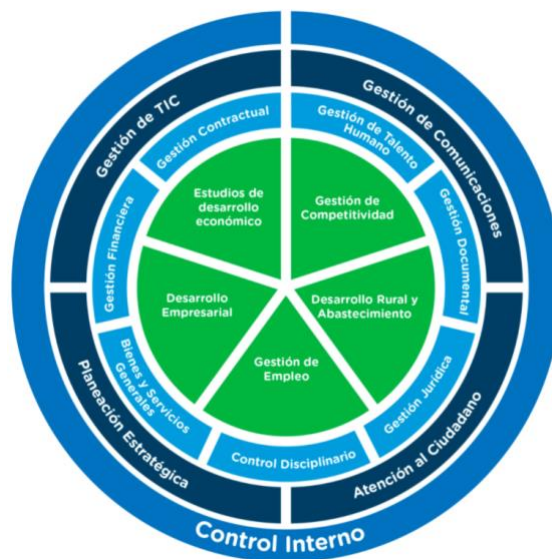 Gestión de TIC
Gestión de Comunicaciones
Gestión Contractual
Gestión de Talento
Humano
Gestión Financiera
Gestión Documental
Estudios de
desarrollo
económico
Gestión de
Competitividad
Desarrollo
Empresarial
Desarrollo Rural y
Abastecimiento
Gestión de
Empleo
Bienes y Servicios
Generales
Gestión Jurídica
Control Disciplinario
Planeación Estratégica
Atención al Ciudadano
Control Interno